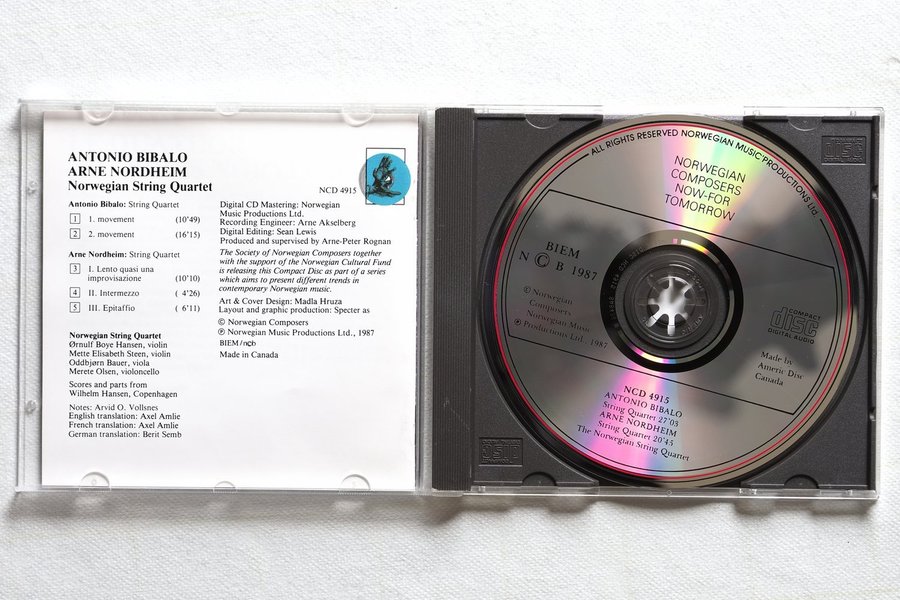 ANTONIO BIBALO
ARNE NORDHEIM
Norwegian String Quartet
NCD 4915
Antonio Bibalo: String Quartet
1 1. movement (10'49)
2 2. movement (16'15)
Arne Nordheim: String Quartet
3 I. Lento quasi una
improvisazione (10'10)
4 II. Intermezzo ( 4'26)
5 III. Epitaffio ( 6'11)
Norwegian String Quartet
Ørnulf Boye Hansen, violin
Mette Elisabeth Steen, violin
Oddbjørn Bauer, viola
Merete Olsen, violoncello
Scores and parts from
Wilhelm Hansen, Copenhagen
Notes: Arvid O. Vollsnes
English translation: Axel Amlie
French translation: Axel Amlie
German translation: Berit Semb
Digital CD Mastering: Norwegian
Music Productions Ltd.
Recording Engineer: Arne Akselberg
Digital Editing: Sean Lewis
Produced and supervised by Arne-Peter Rognan
The Society of Norwegian Composers together
with the support of the Norwegian Cultural Fund
is releasing this Compact Disc as part of a series
which aims to present different trends in
contemporary Norwegian music.
Art & Cover Design: Madla Hruza
Layout and graphic production: Specter as
© Norwegian Composers
℗ Norwegian Music Productions Ltd., 1987
BIEM/ncb
Made in Canada
ALL RIGHTS RESERVED NORWEGIAN MUSIC PRODUCTIONS Ltd.
NORWEGIAN
COMPOSERS
NOW-FOR
TOMORROW
BIEM
N © B 1987
© Norwegian
Composers
Norwegian Music
℗ Productions Ltd. 1987
COMPACT
disc
DIGITAL AUDIO
Made by
Americ Disc
Canada
NCD 4915
ANTONIO BIBALO
String Quartet 27'03
ARNE NORDHEIM
String Quartet 20'45
The Norwegian String Quartet